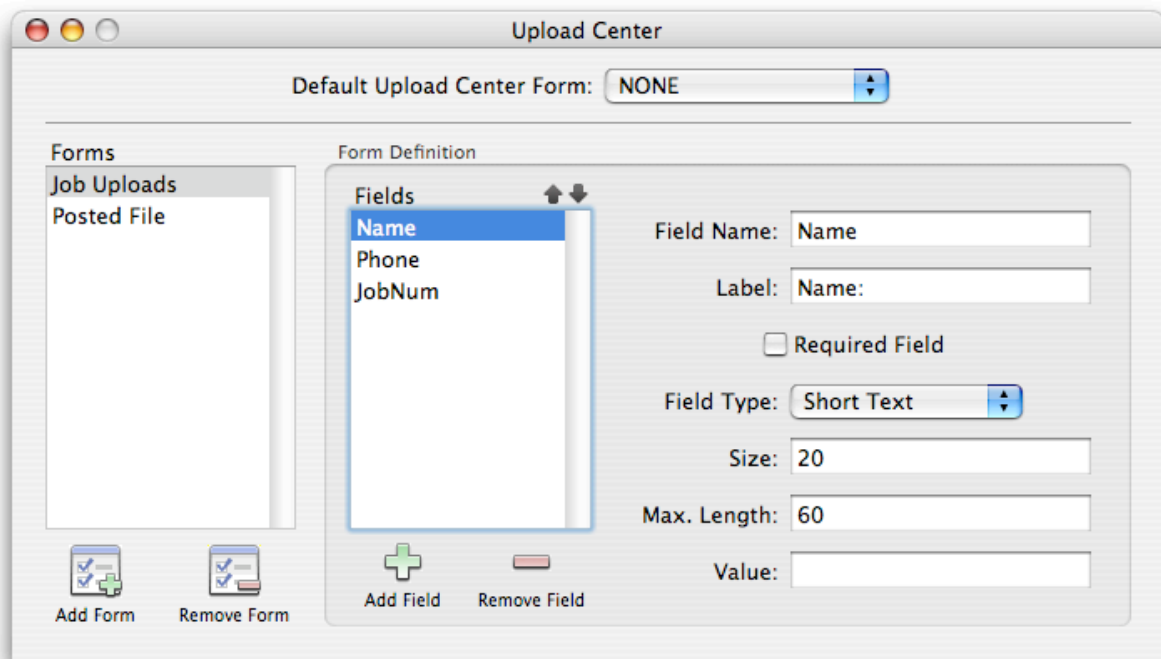 Upload Center
Default Upload Center Form: NONE
Forms
Job Uploads
Posted File
Add Form
Remove Form
Form Definition
Fields
Name
Phone
JobNum
Add Field
Remove Field
Field Name: Name
Label: Name:
Required Field
Field Type: Short Text
Size: 20
Max. Length: 60
Value: